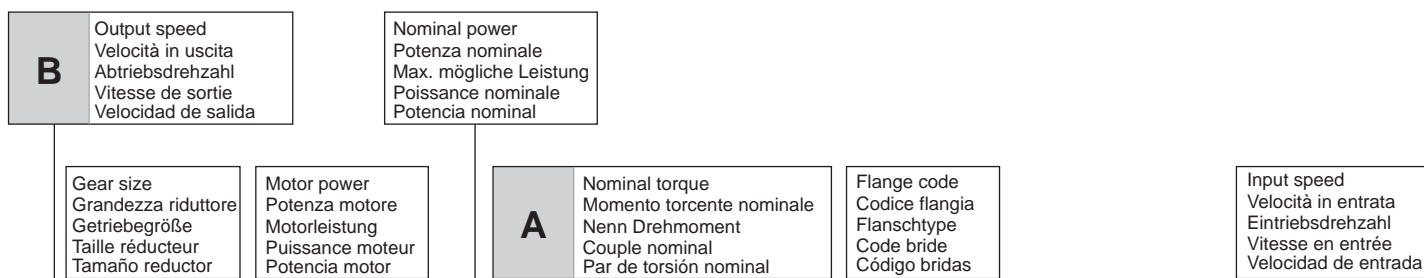 B
Output speed
Velocità in uscita
Abtriebsdrehzahl
Vitesse de sortie
Velocidad de salida
Nominal power
Potenza nominale
Max. mögliche Leistung
Poissance nominale
Potencia nominal
Gear size
Grandezza riduttore
Getriebegröße
Taille réducteur
Tamaño reductor
Motor power
Potenza motore
Motorleistung
Puissance moteur
Potencia motor
A
Nominal torque
Momento torcente nominale
Nenn Drehmoment
Couple nominal
Par de torsión nominal
Flange code
Codice flangia
Flanschtype
Code bride
Código bridas
Input speed
Velocità in entrata
Eintriebsdrehzahl
Vitesse en entrée
Velocidad de entrada